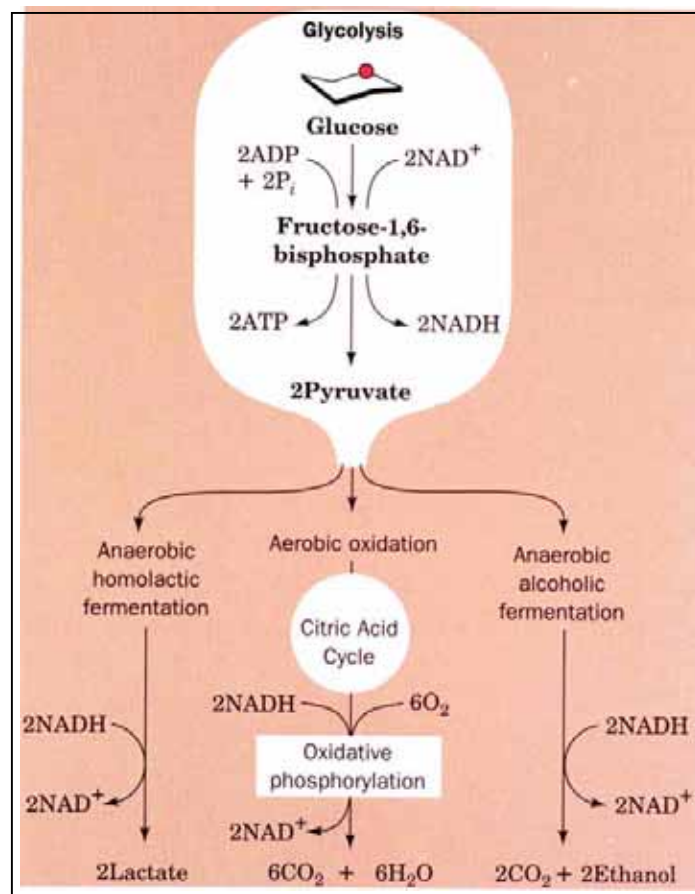 Glycolysis
Glucose
2ADP
+ 2Pi
2NAD+
Fructose-1,6-
bisphosphate
2ATP
2NADH
2Pyruvate
Anaerobic
homolactic
fermentation
Aerobic oxidation
Anaerobic
alcoholic
fermentation
Citric Acid
Cycle
2NADH
2NADH
6O2
2NADH
Oxidative
phosphorylation
2NAD+
2NAD+
2NAD+
2Lactate
6CO2 + 6H2O
2CO2 + 2Ethanol